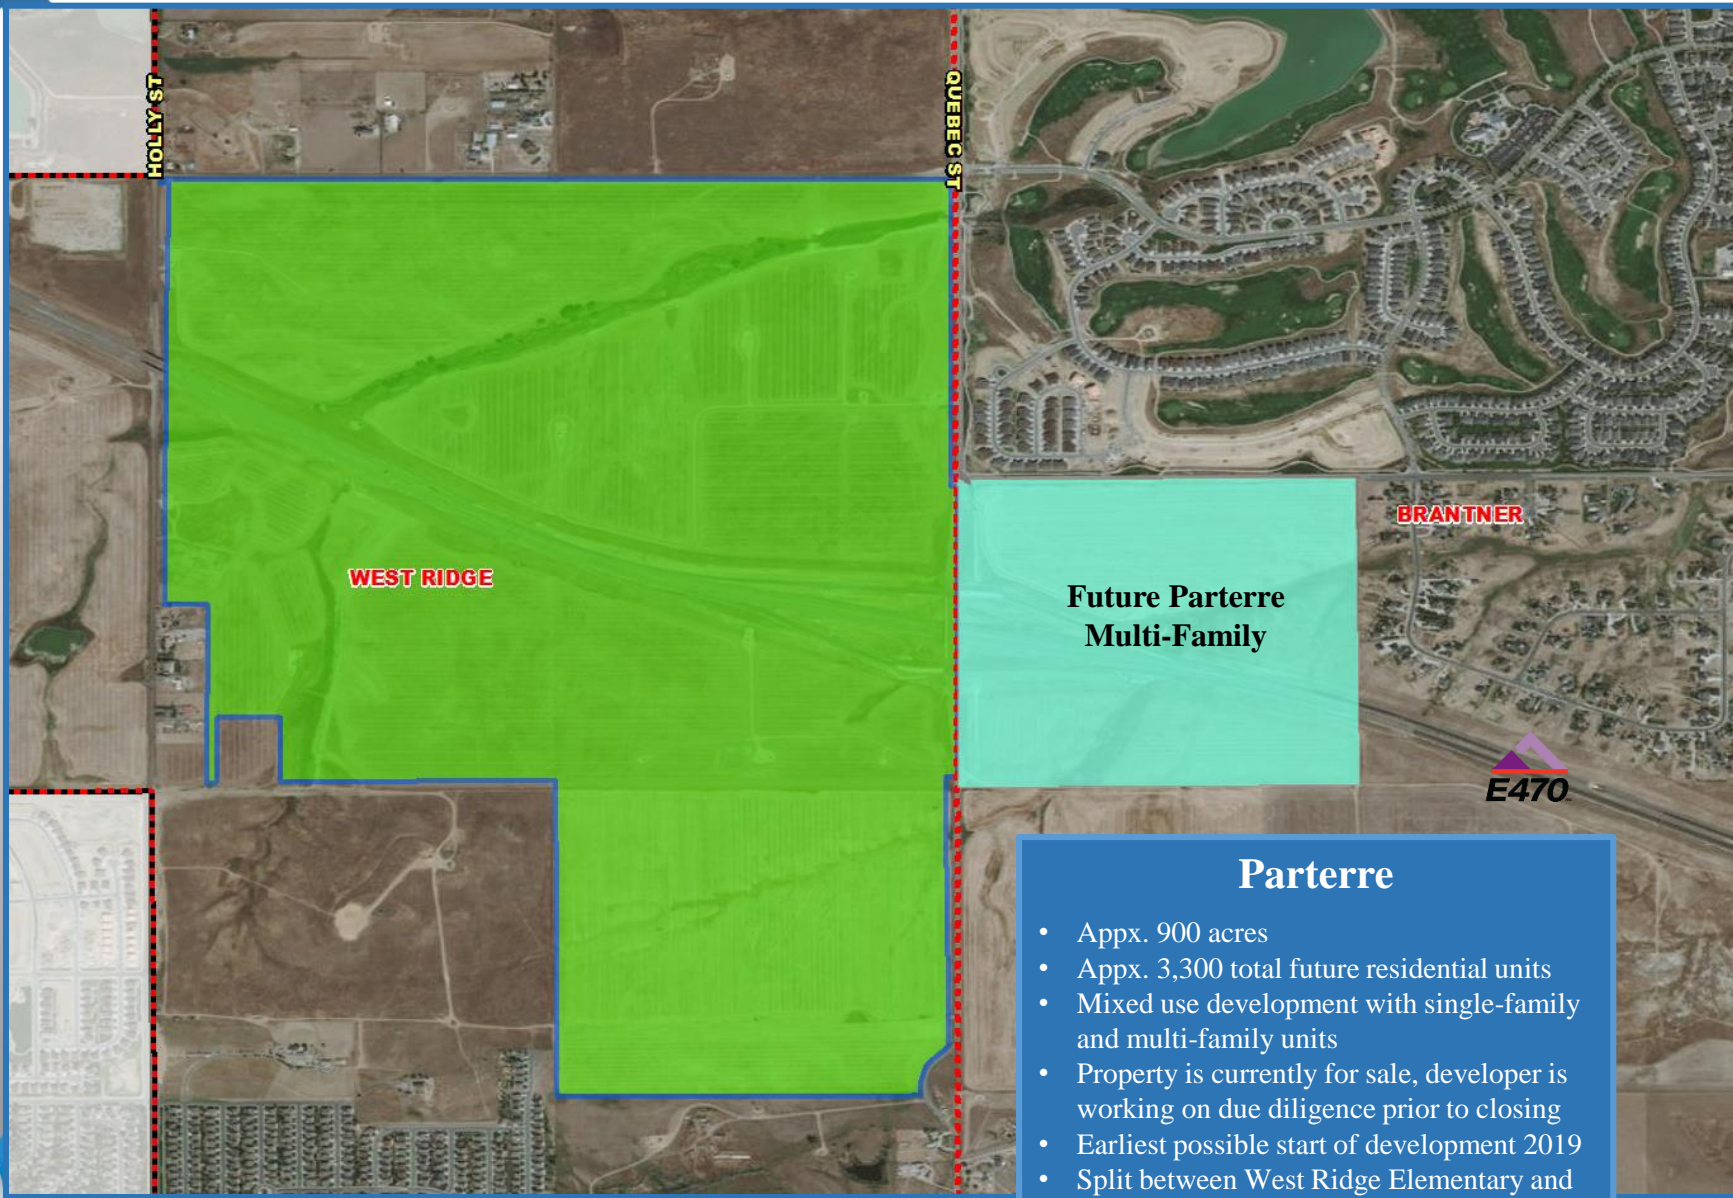 HOLLY ST
QUEBEC ST
BRANTNER
WEST RIDGE
Future Parterre
Multi-Family
E470
Parterre
• Appx. 900 acres
• Appx. 3,300 total future residential units
• Mixed use development with single-family
and multi-family units
• Property is currently for sale, developer is
working on due diligence prior to closing
• Earliest possible start of development 2019
• Split between West Ridge Elementary and